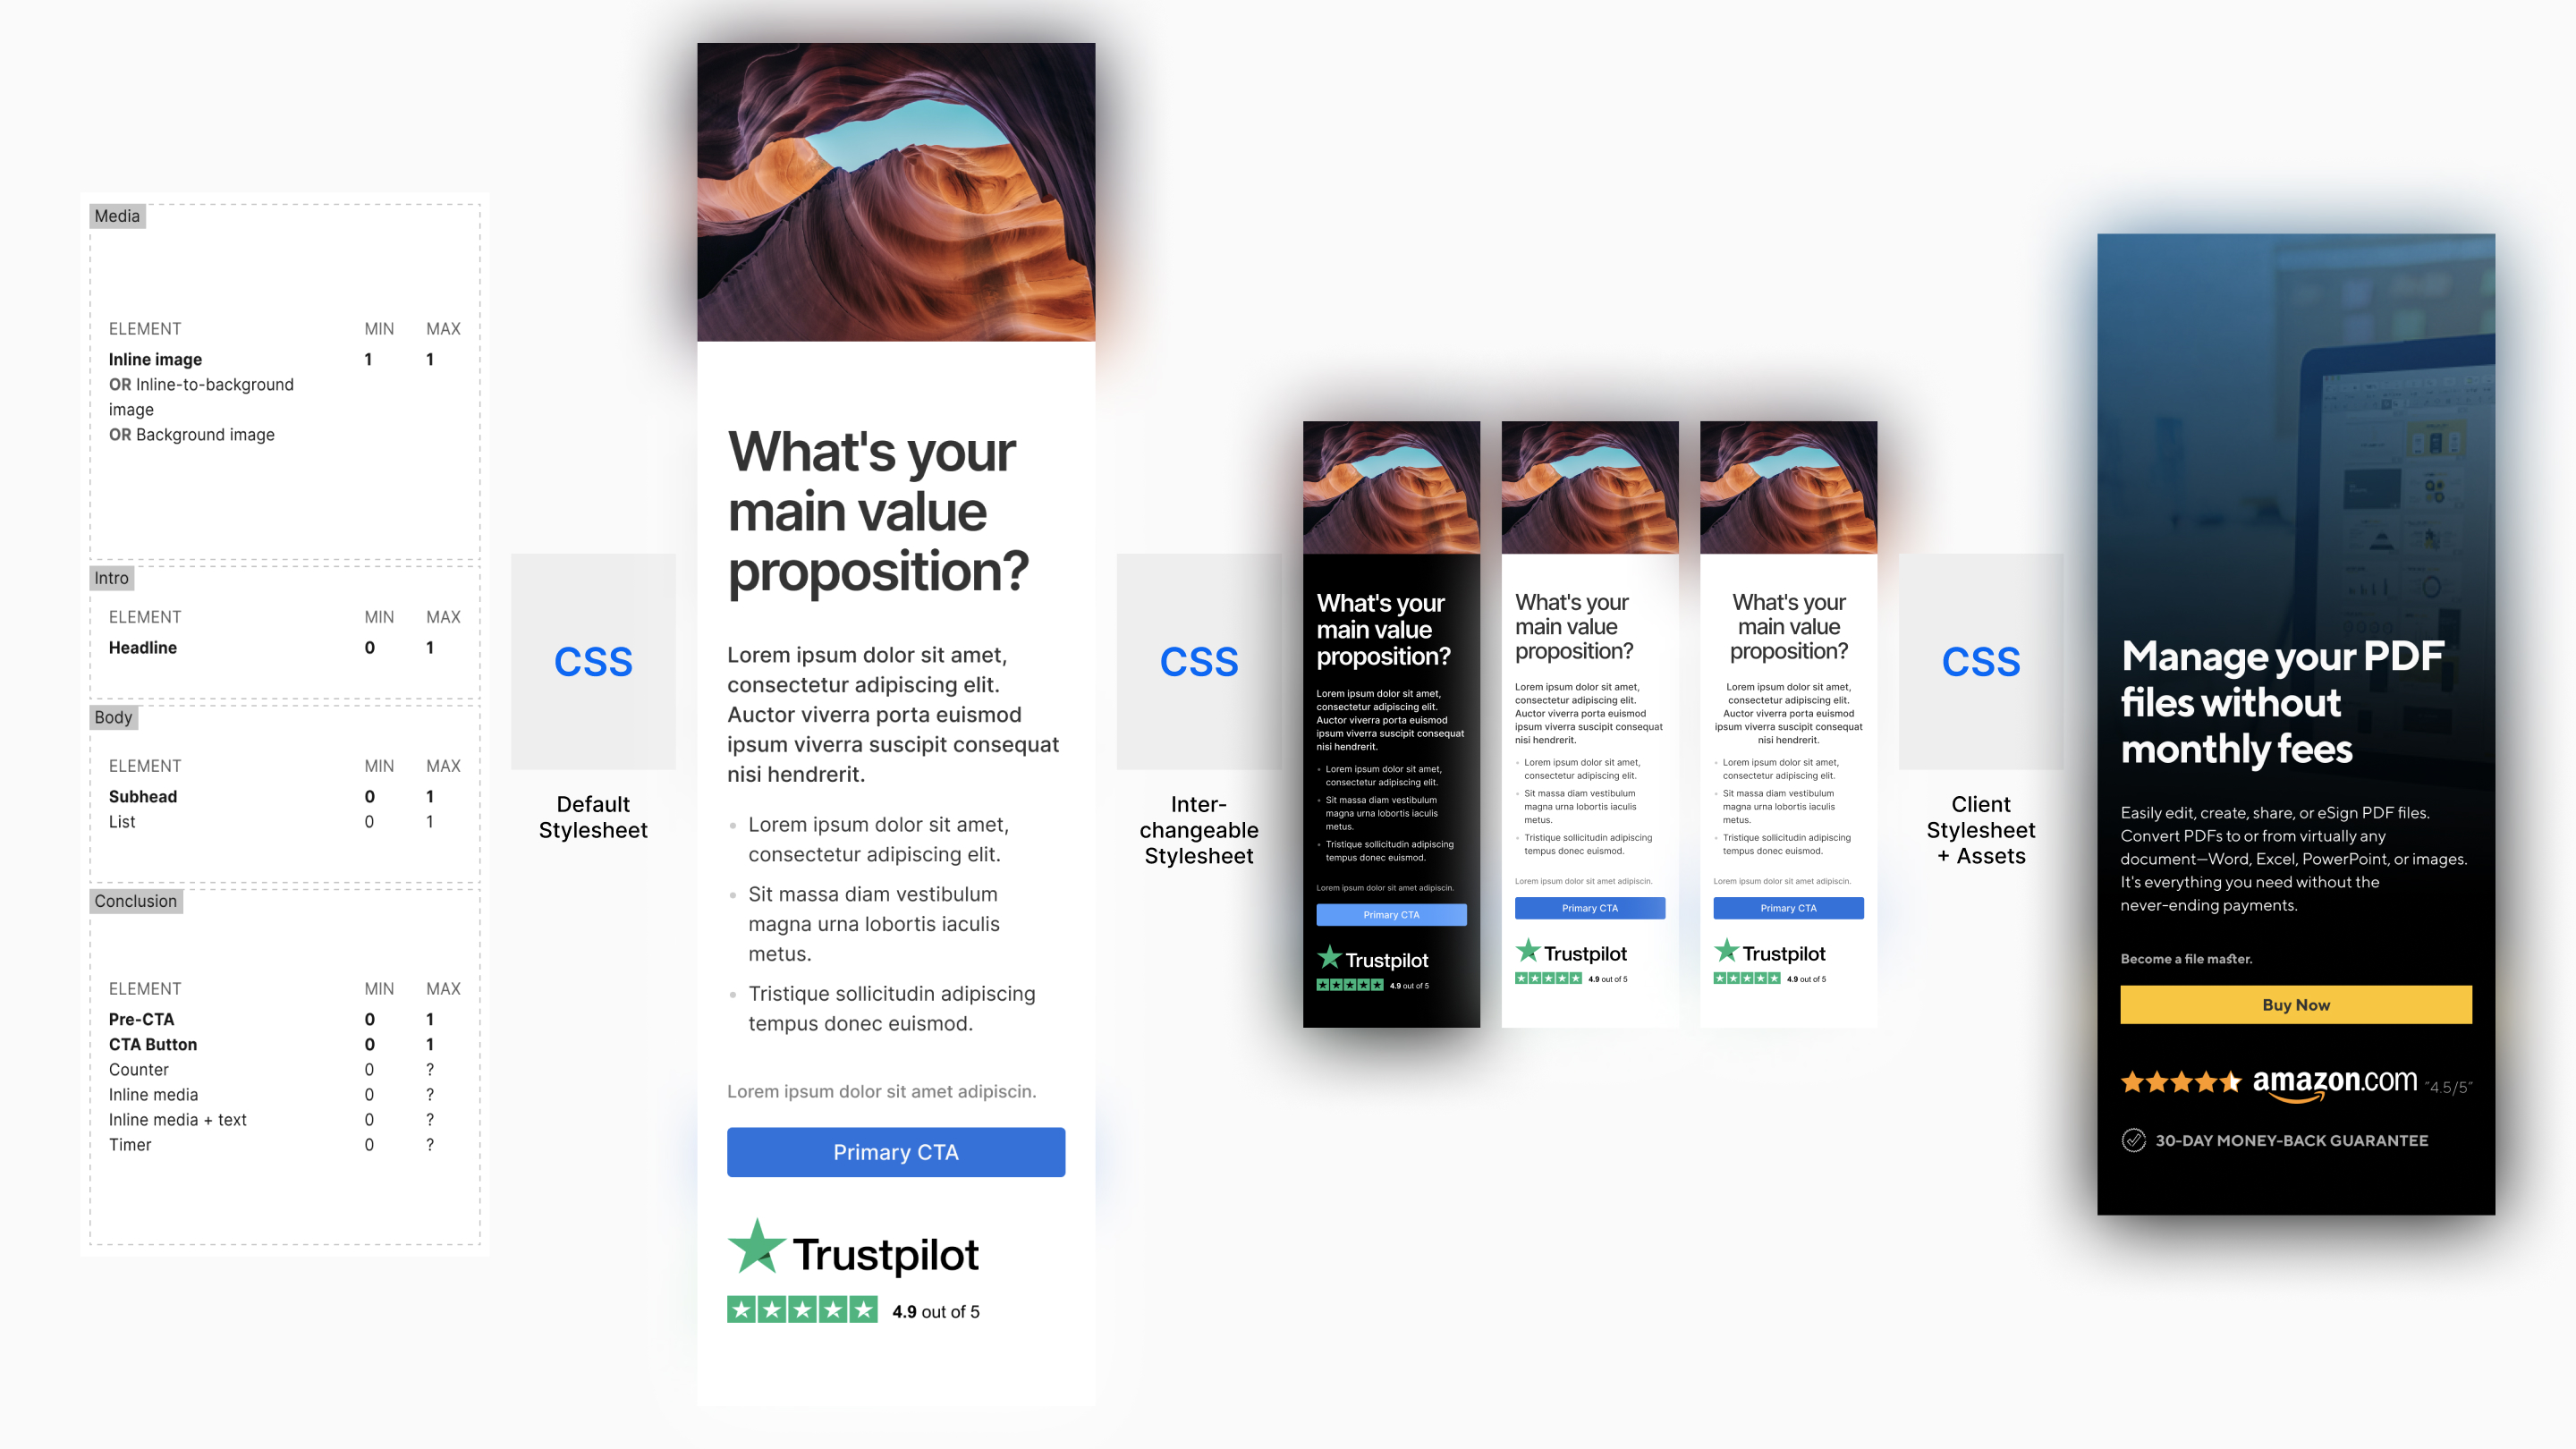 Media
ELEMENT MIN MAX
Inline image 1 1
OR Inline-to-background
image
OR Background image
Intro
ELEMENT MIN MAX
Headline 0 1
Body
ELEMENT MIN MAX
Subhead 0 1
List 0 1
Conclusion
ELEMENT MIN MAX
Pre-CTA 0 1
CTA Button 0 1
Counter 0 ?
Inline media 0 ?
Inline media + text 0 ?
Timer 0 ?
CSS
Default
Stylesheet
What's your
main value
proposition?
Lorem ipsum dolor sit amet,
consectetur adipiscing elit.
Auctor viverra porta euismod
ipsum viverra suscipit consequat
nisi hendrerit.
• Lorem ipsum dolor sit amet,
consectetur adipiscing elit.
• Sit massa diam vestibulum
magna urna lobortis iaculis
metus.
• Tristique sollicitudin adipiscing
tempus donec euismod.
Lorem ipsum dolor sit amet adipiscin.
Primary CTA
Trustpilot
4.9 out of 5
CSS
Inter-
changeable
Stylesheet
What's your
main value
proposition?
Lorem ipsum dolor sit amet,
consectetur adipiscing elit.
Auctor viverra porta euismod
ipsum viverra suscipit consequat
nisi hendrerit.
• Lorem ipsum dolor sit amet,
consectetur adipiscing elit.
• Sit massa diam vestibulum
magna urna lobortis iaculis
metus.
• Tristique sollicitudin adipiscing
tempus donec euismod.
Lorem ipsum dolor sit amet adipiscin.
Primary CTA
Trustpilot
4.9 out of 5
What's your
main value
proposition?
Lorem ipsum dolor sit amet,
consectetur adipiscing elit.
Auctor viverra porta euismod
ipsum viverra suscipit consequat
nisi hendrerit.
• Lorem ipsum dolor sit amet,
consectetur adipiscing elit.
• Sit massa diam vestibulum
magna urna lobortis iaculis
metus.
• Tristique sollicitudin adipiscing
tempus donec euismod.
Lorem ipsum dolor sit amet adipiscin.
Primary CTA
Trustpilot
4.9 out of 5
What's your
main value
proposition?
Lorem ipsum dolor sit amet,
consectetur adipiscing elit.
Auctor viverra porta euismod
ipsum viverra suscipit consequat
nisi hendrerit.
• Lorem ipsum dolor sit amet,
consectetur adipiscing elit.
• Sit massa diam vestibulum
magna urna lobortis iaculis
metus.
• Tristique sollicitudin adipiscing
tempus donec euismod.
Lorem ipsum dolor sit amet adipiscin.
Primary CTA
Trustpilot
4.9 out of 5
CSS
Client
Stylesheet
+ Assets
Manage your PDF
files without
monthly fees
Easily edit, create, share, or eSign PDF files.
Convert PDFs to or from virtually any
document—Word, Excel, PowerPoint, or images.
It's everything you need without the
never-ending payments.
Become a file master.
Buy Now
amazon.com "4.5/5"
30-DAY MONEY-BACK GUARANTEE